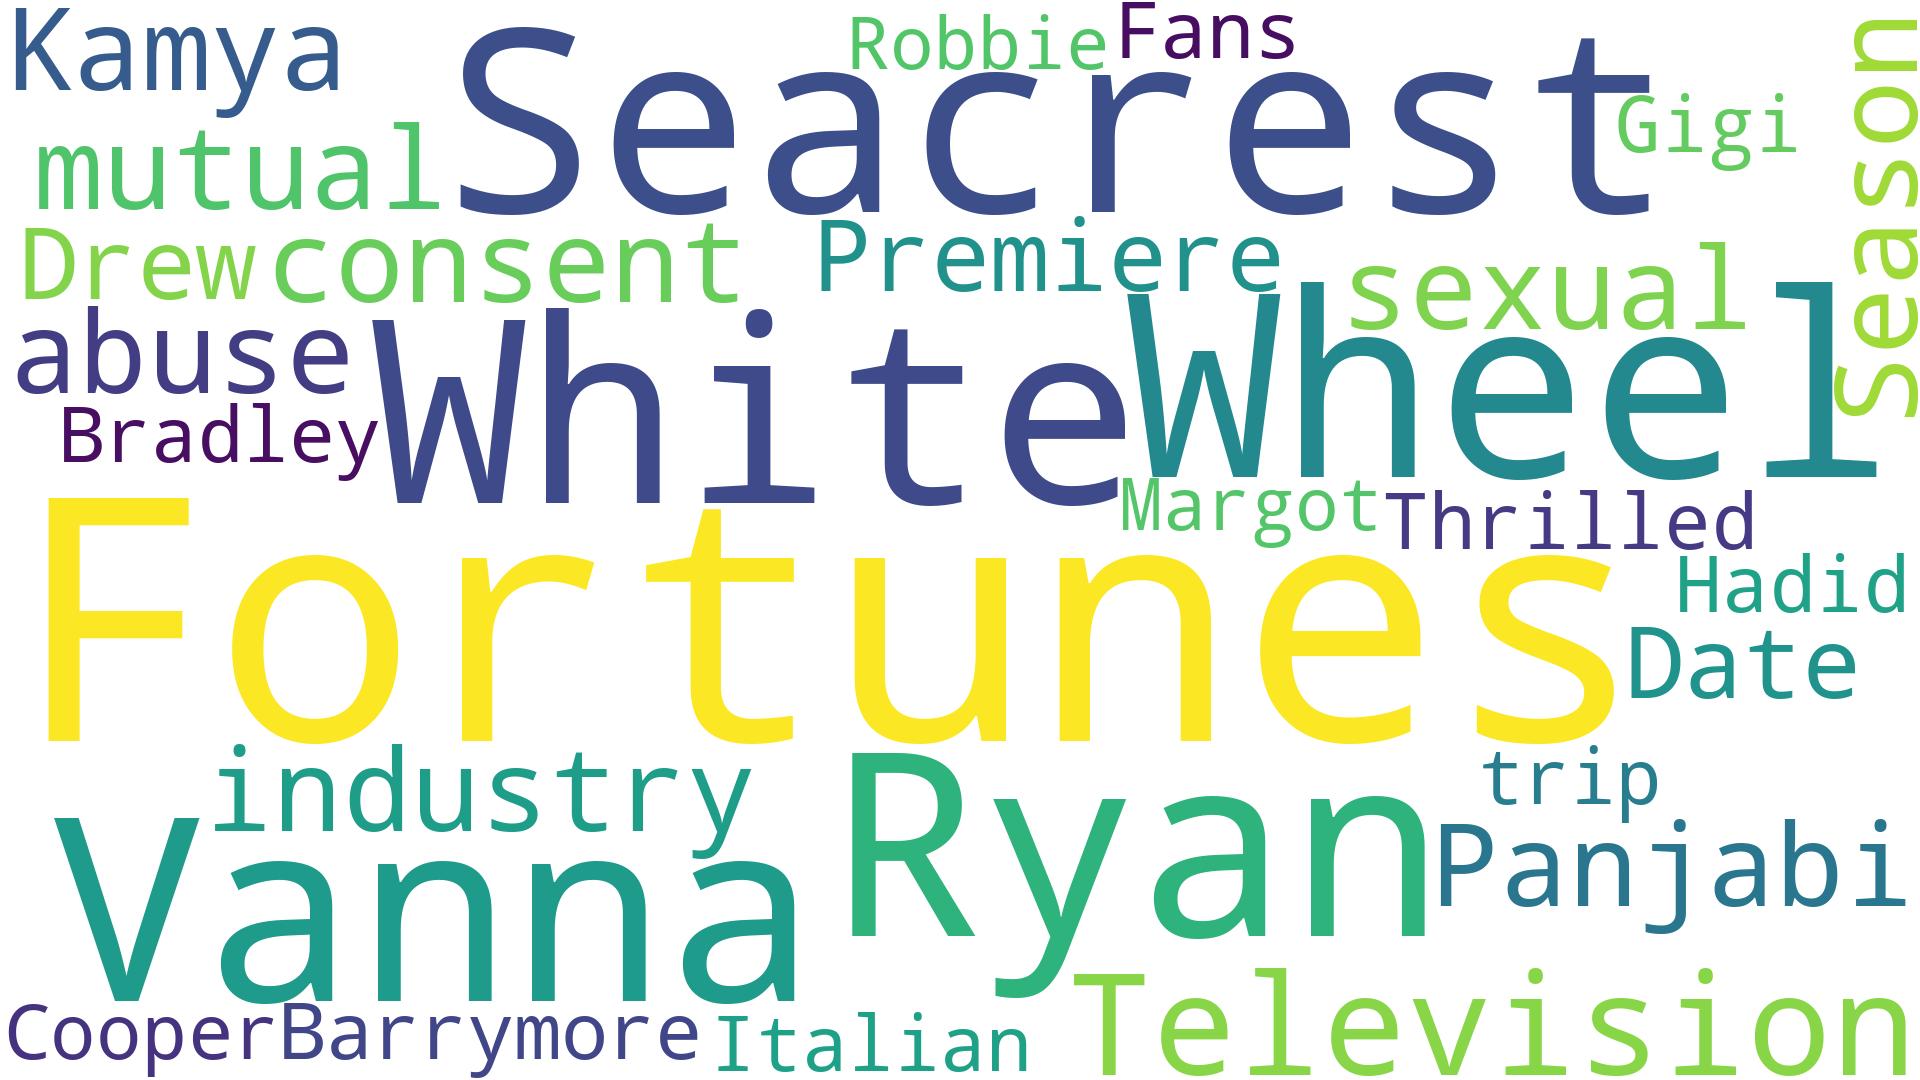 Kamya
Seacrest
Robbie
Fans
Gigi
Season
mutual
Drew
consent
Premiere
sexual
abuse
White
Wheel
Bradley
Margot
Thrilled
Fortunes
Hadid
Date
industry
Ryan
trip
Vanna
Panjabi
Cooper
Barrymore
Italian
Television